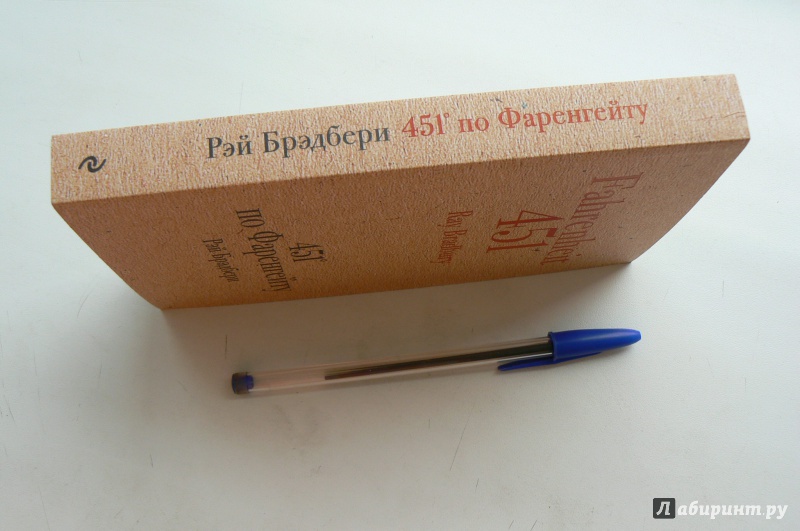 Рэй Брэдбери 451° по Фаренгейту
Fahrenheit
451°
Ray Bradbury
451°
по Фаренгейту
Рэй Брэдбери
Лабиринт.ру